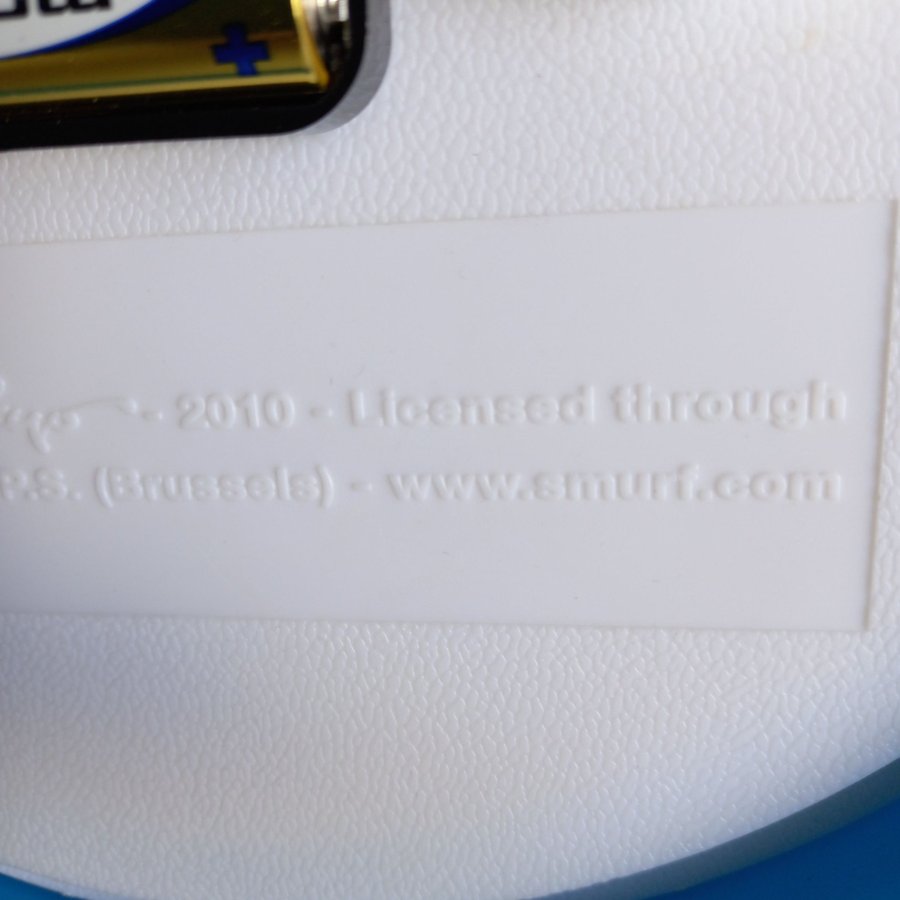 - 2010 - Licensed through
P.S. (Brussels) - www.smurf.com